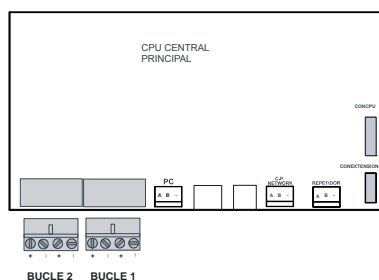 CPU CENTRAL
PRINCIPAL
CONCPU
CONEXTENSION
PC
A B -
C.P.
NETWORK
A B -
REPETIDOR
A B -
+ - + -
+ - + -
BUCLE 2
BUCLE 1